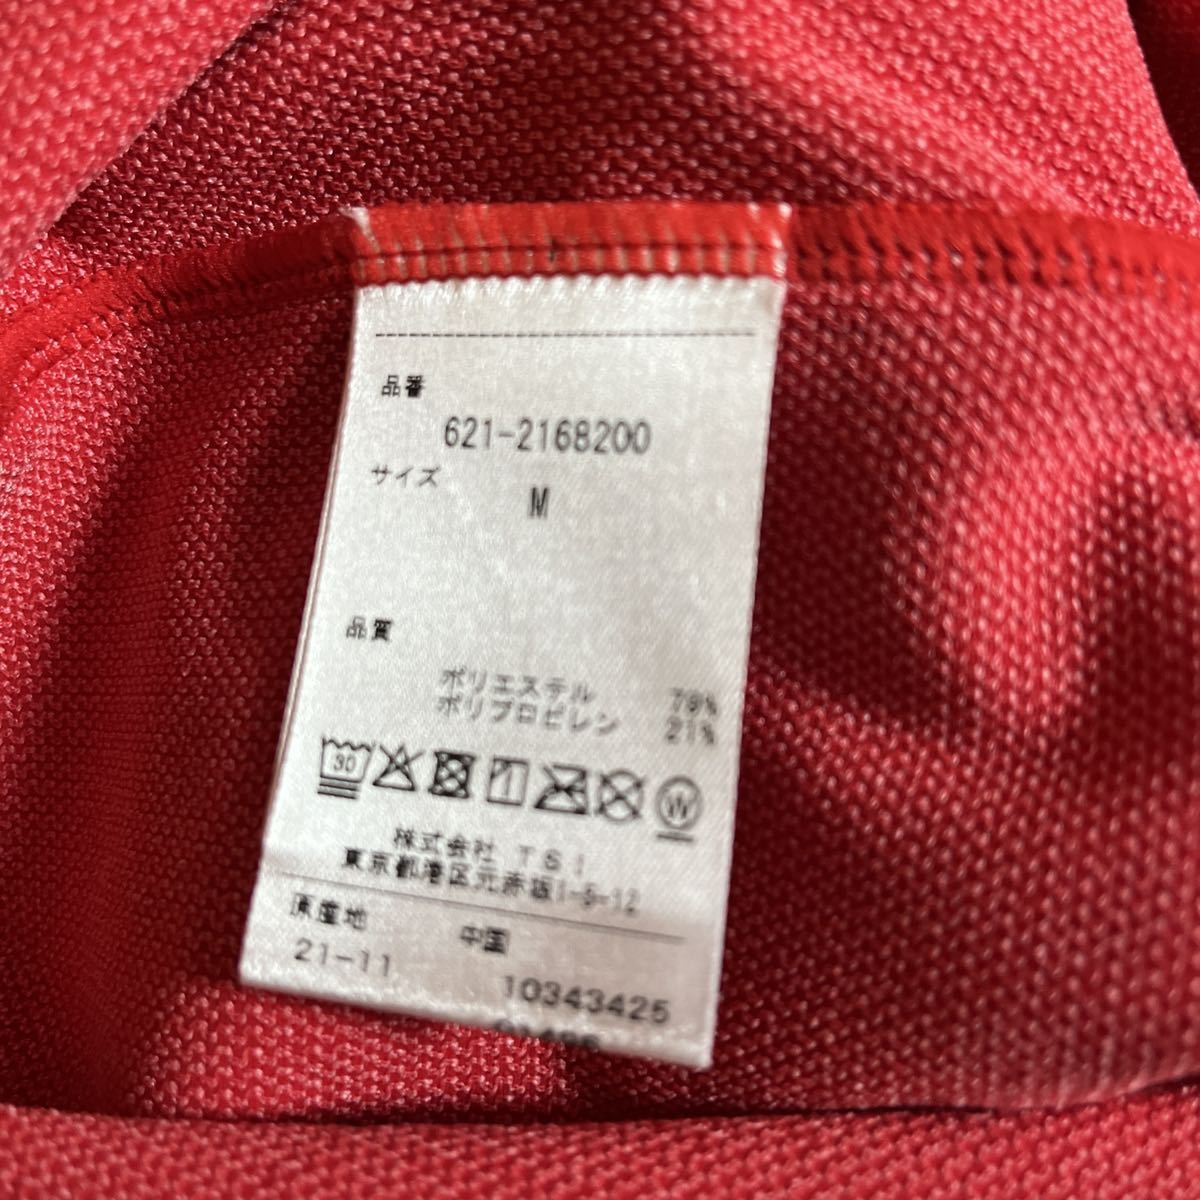 品番
621-2168200
サイズ
M
品質
ポリエステル 79%
ポリプロピレン 21%
30
W
株式会社 TSI
東京都港区元赤坂1-5-12
原産地 中国
21-11
10343425